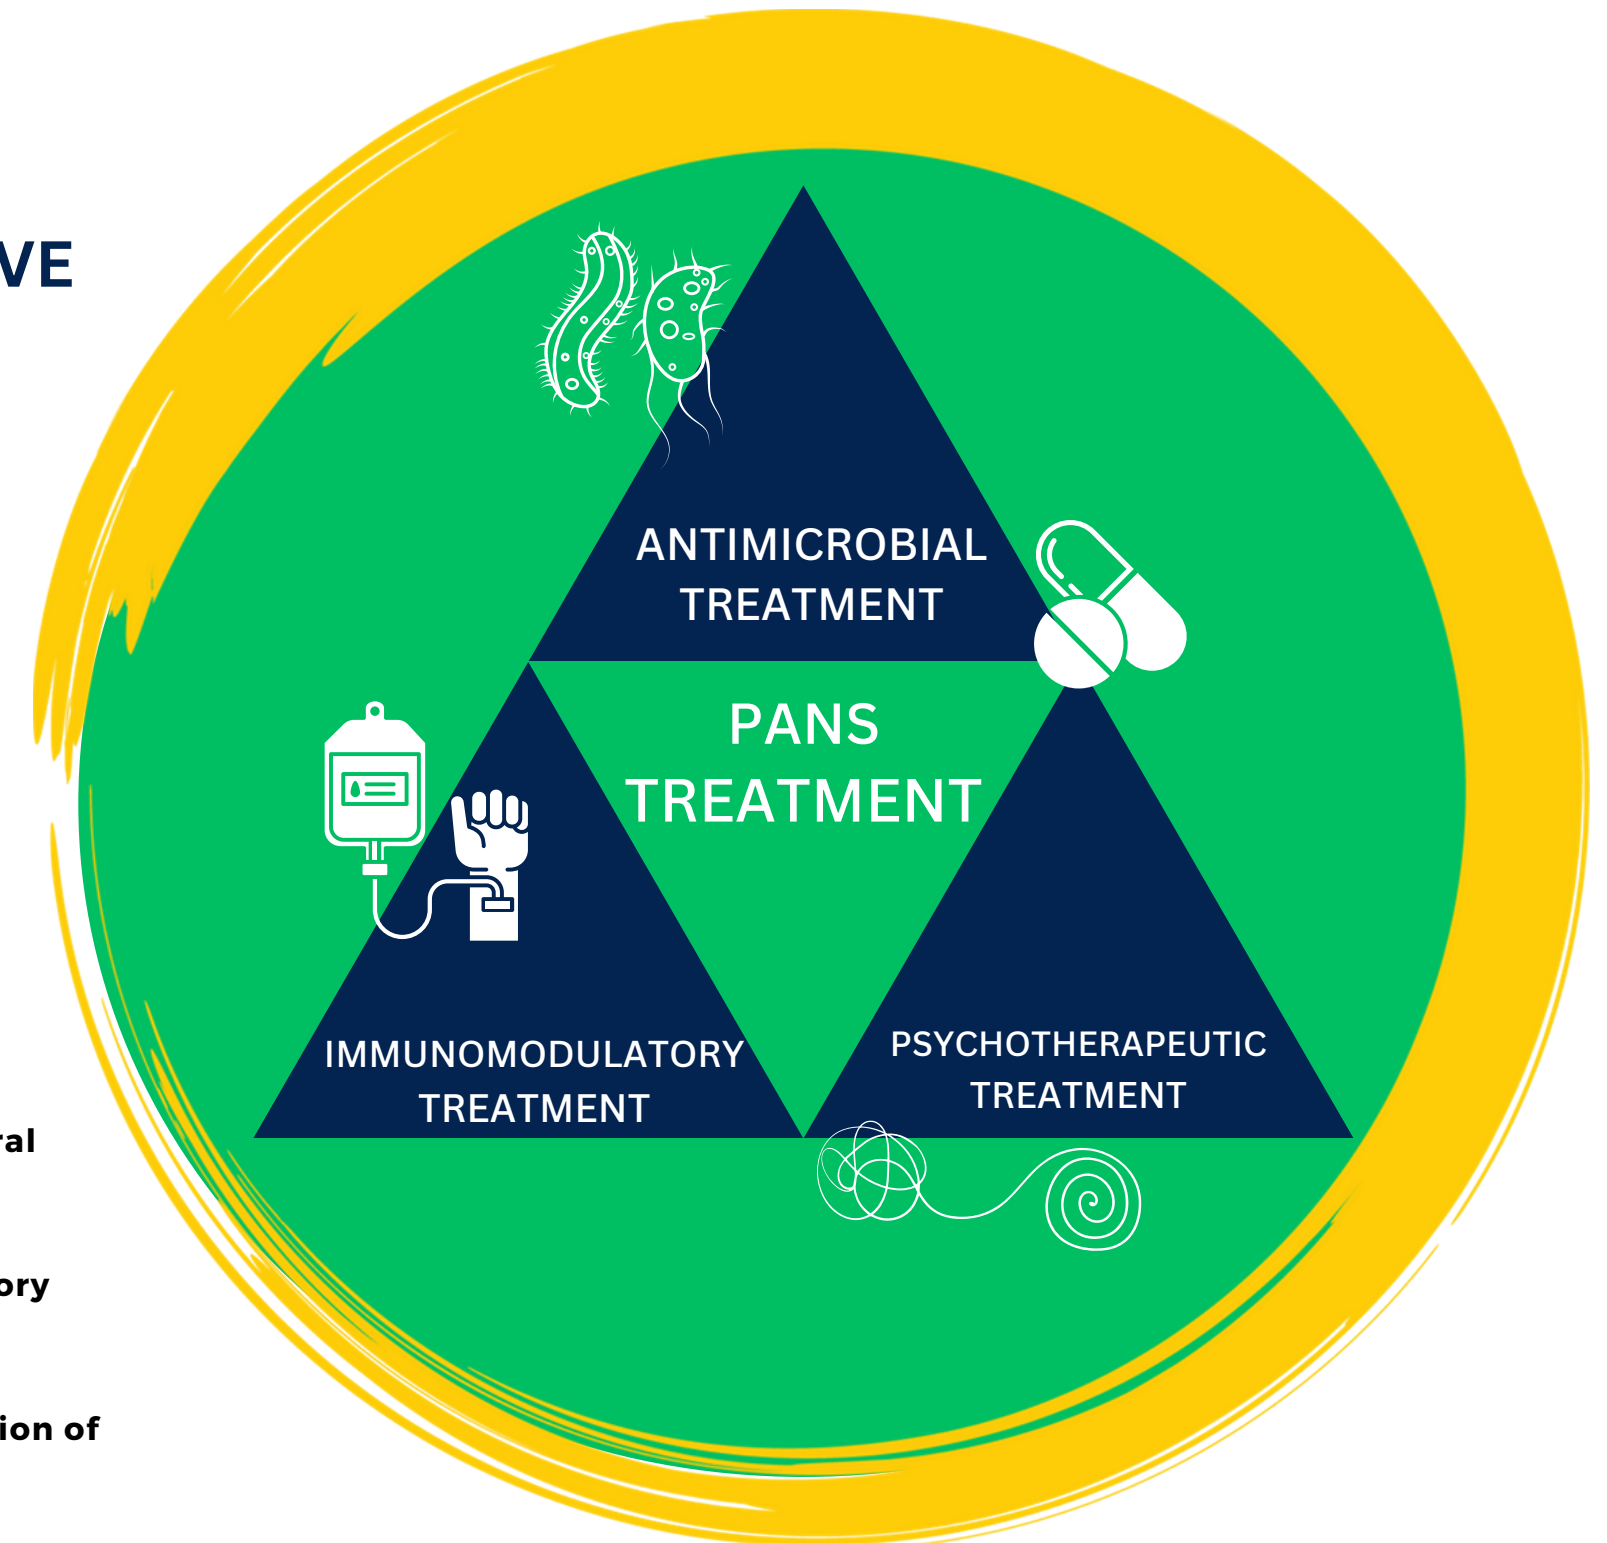 VE
ANTIMICROBIAL
TREATMENT
PANS
TREATMENT
IMMUNOMODULATORY
TREATMENT
PSYCHOTHERAPEUTIC
TREATMENT
ral
ory
ion of